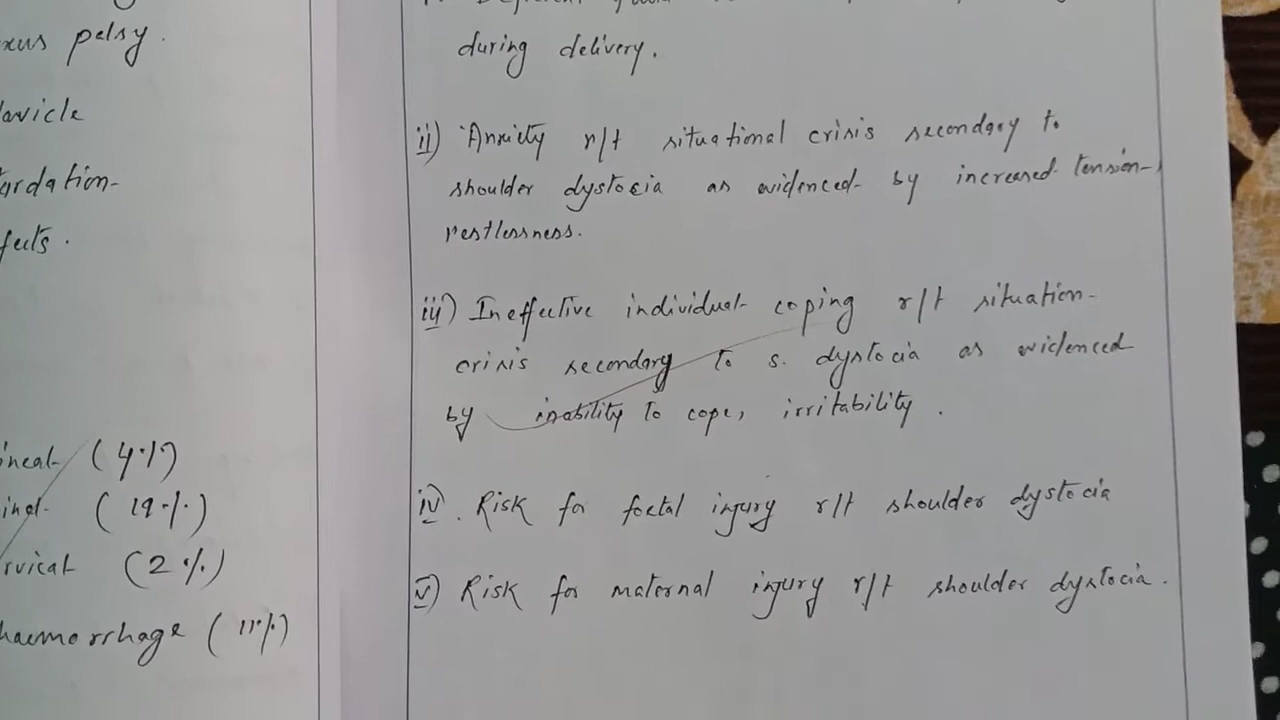 xus palsy.
lavicle
ardation
fects.
ineal (4%)
inal (19%)
rvical (2%)
haemorrhage (11%)
during delivery.
ii) Anxiety r/t situational crisis secondary to
shoulder dystocia as evidenced by increased tension,
restlessness.
iii) Ineffective individual coping r/t situation
crisis secondary to s. dystocia as evidenced
by inability to cope, irritability.
iv. Risk for foetal injury r/t shoulder dystocia
v) Risk for maternal injury r/t shoulder dystocia.